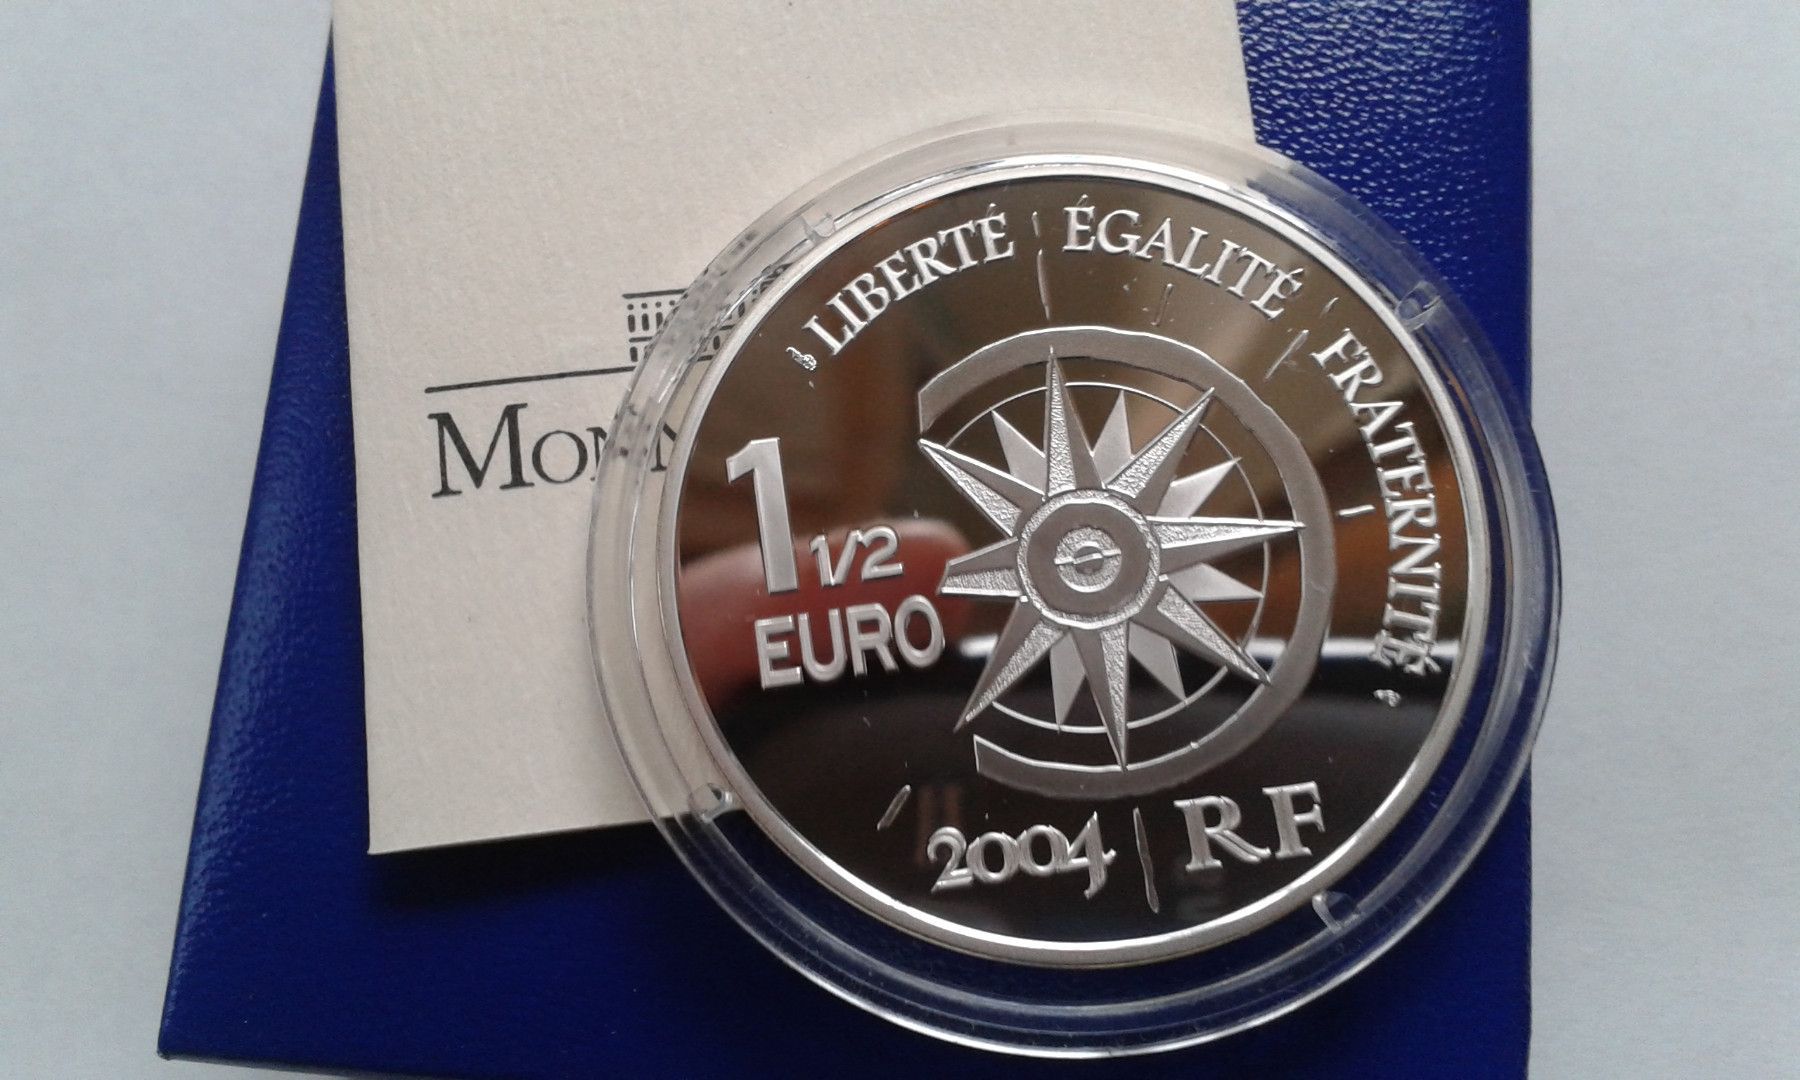 LIBERTÉ ÉGALITÉ FRATERNITÉ
1 1/2
EURO
2004 RF